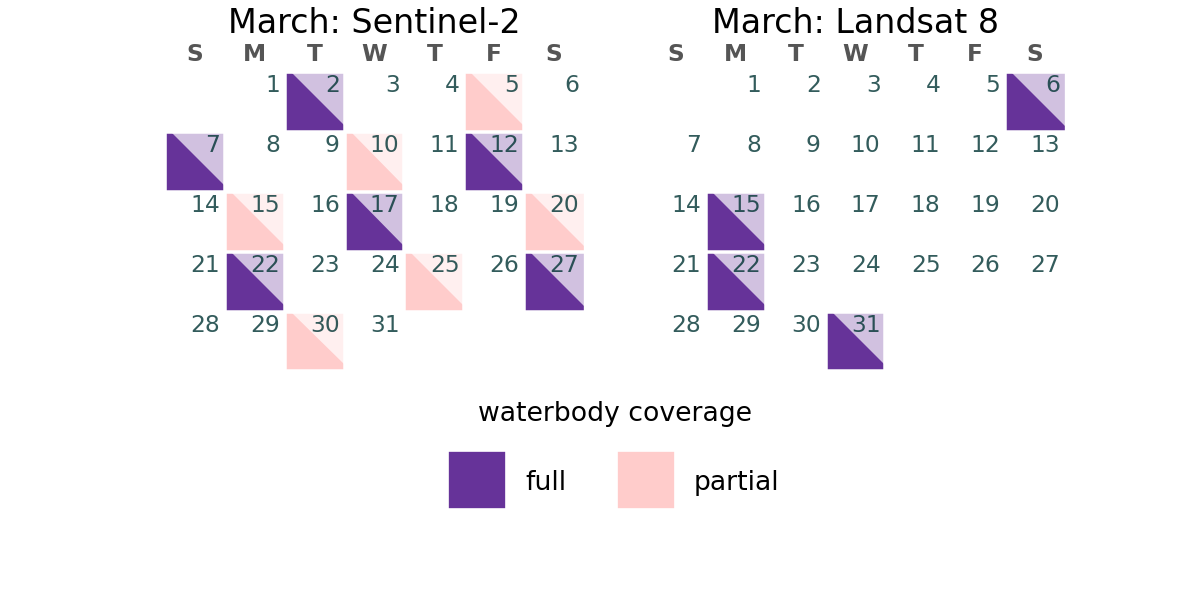 March: Sentinel-2
S M T W T F S
1 2 3 4 5 6
7 8 9 10 11 12 13
14 15 16 17 18 19 20
21 22 23 24 25 26 27
28 29 30 31
March: Landsat 8
S M T W T F S
1 2 3 4 5 6
7 8 9 10 11 12 13
14 15 16 17 18 19 20
21 22 23 24 25 26 27
28 29 30 31
waterbody coverage
full partial